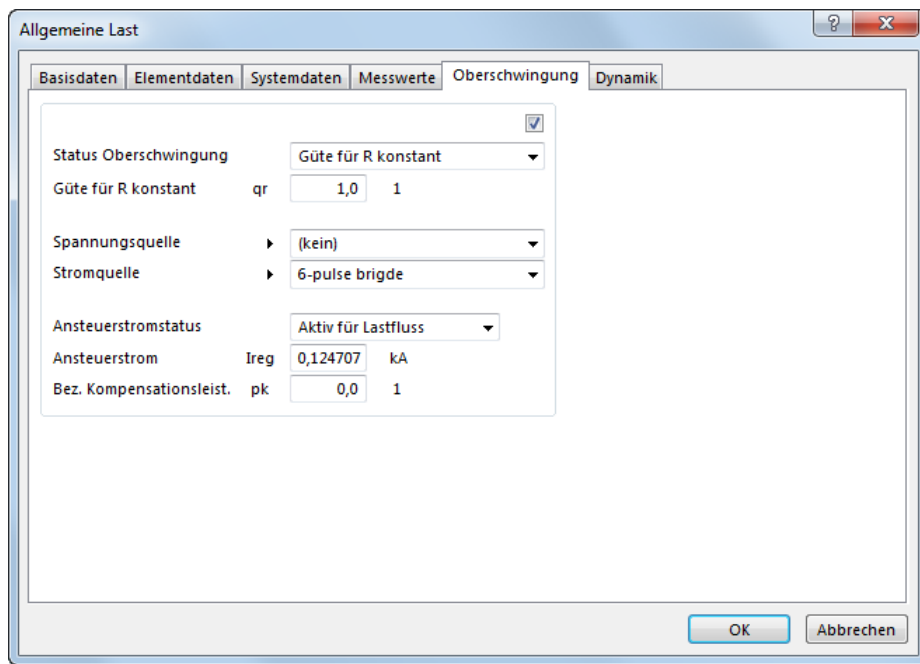 Allgemeine Last
?
Basisdaten Elementdaten Systemdaten Messwerte Oberschwingung Dynamik
Status Oberschwingung Güte für R konstant
Güte für R konstant qr 1,0 1
Spannungsquelle (kein)
Stromquelle 6-pulse brigde
Ansteuerstromstatus Aktiv für Lastfluss
Ansteuerstrom Ireg 0,124707 kA
Bez. Kompensationsleist. pk 0,0 1
OK Abbrechen